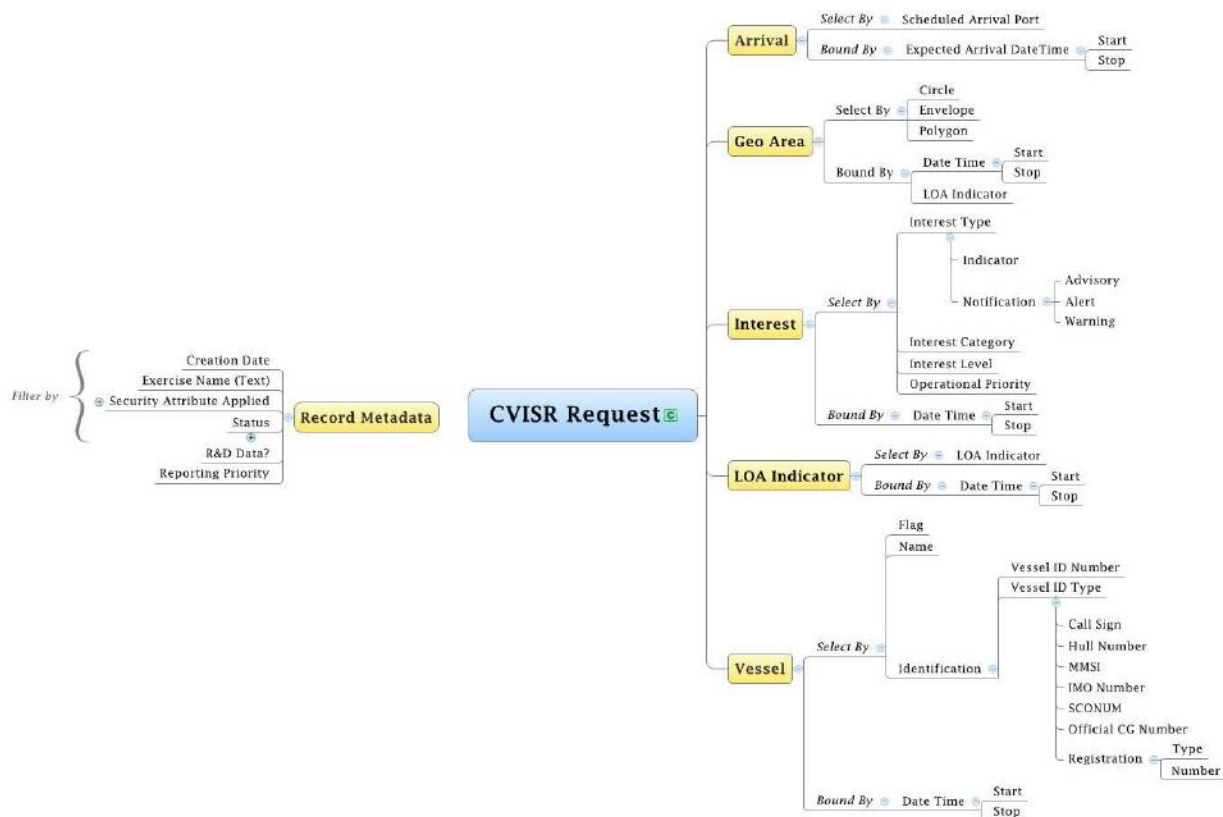 Select By
Scheduled Arrival Port
Arrival
Bound By
Expected Arrival DateTime
Start
Stop
Circle
Select By
Envelope
Polygon
Geo Area
Date Time
Start
Stop
Bound By
LOA Indicator
Interest Type
Indicator
Advisory
Select By
Notification
Alert
Warning
Interest
Interest Category
Interest Level
Operational Priority
Bound By
Date Time
Start
Stop
Filter by
Creation Date
Exercise Name (Text)
Security Attribute Applied
Status
R&D Data?
Reporting Priority
Record Metadata
CVISR Request
C
LOA Indicator
Select By
LOA Indicator
Bound By
Date Time
Start
Stop
Flag
Name
Vessel ID Number
Vessel ID Type
Call Sign
Hull Number
Select By
Identification
MMSI
IMO Number
SCONUM
Official CG Number
Registration
Type
Number
Vessel
Bound By
Date Time
Start
Stop